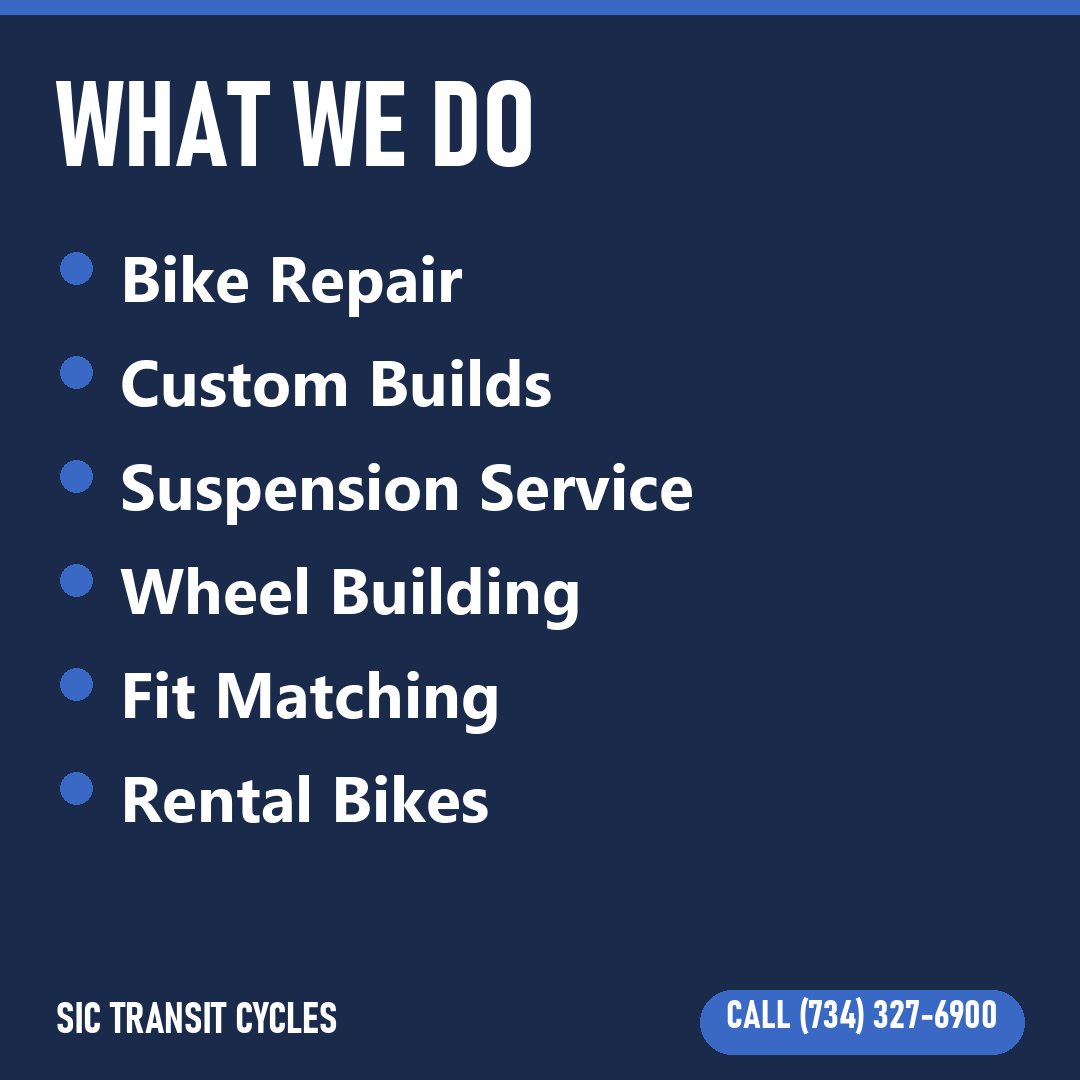 WHAT WE DO
Bike Repair
Custom Builds
Suspension Service
Wheel Building
Fit Matching
Rental Bikes
SIC TRANSIT CYCLES
CALL (734) 327-6900